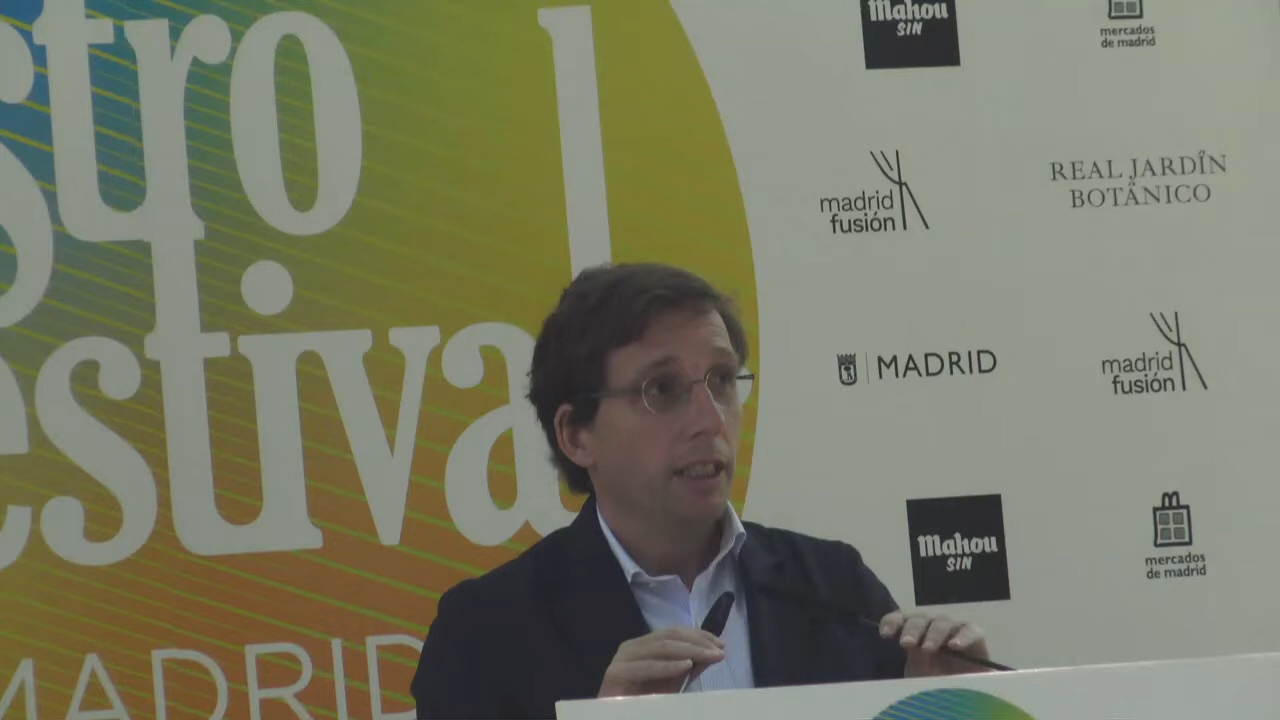 stro
estival
MADRID
Mahou
SIN
mercados
de madrid
madrid
fusión
REAL JARDÍN
BOTÁNICO
MADRID
madrid
fusión
Mahou
SIN
mercados
de madrid